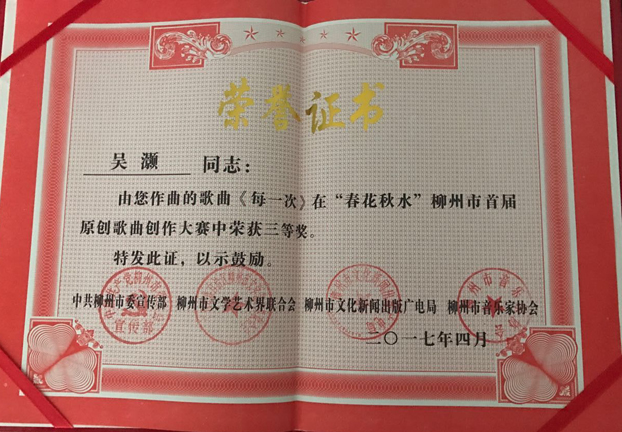 荣誉证书
吴灏 同志：
由您作曲的歌曲《每一次》在“春花秋水”柳州市首届
原创歌曲创作大赛中荣获三等奖。
特发此证，以示鼓励。
中共柳州市委宣传部 柳州市文学艺术界联合会 柳州市文化新闻出版广电局 柳州市音乐家协会
宣传部
二〇一七年四月